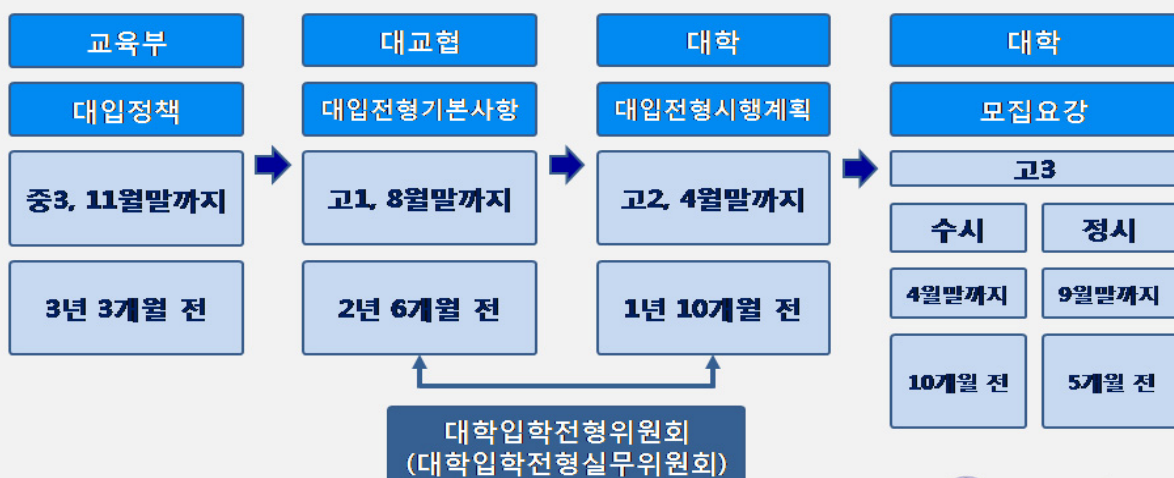 교육부
대입정책
중3, 11월말까지
3년 3개월 전
대교협
대입전형기본사항
고1, 8월말까지
2년 6개월 전
대학
대입전형시행계획
고2, 4월말까지
1년 10개월 전
대학
모집요강
고3
수시
4월말까지
10개월 전
정시
9월말까지
5개월 전
대학입학전형위원회
(대학입학전형실무위원회)